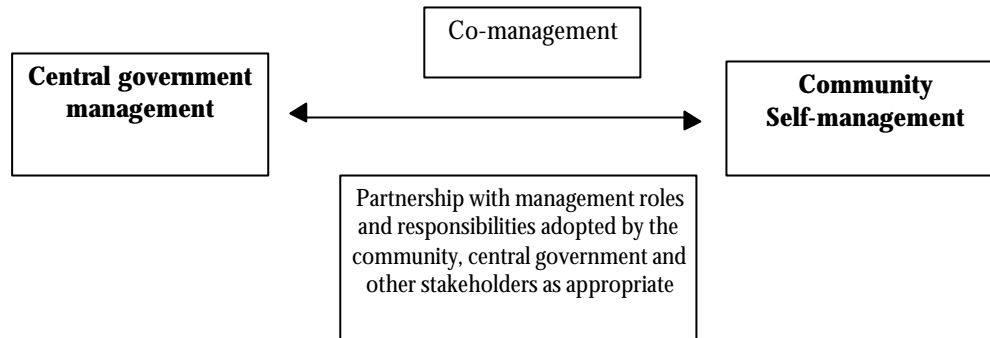 Co-management
Central government
management
Community
Self-management
Partnership with management roles
and responsibilities adopted by the
community, central government and
other stakeholders as appropriate